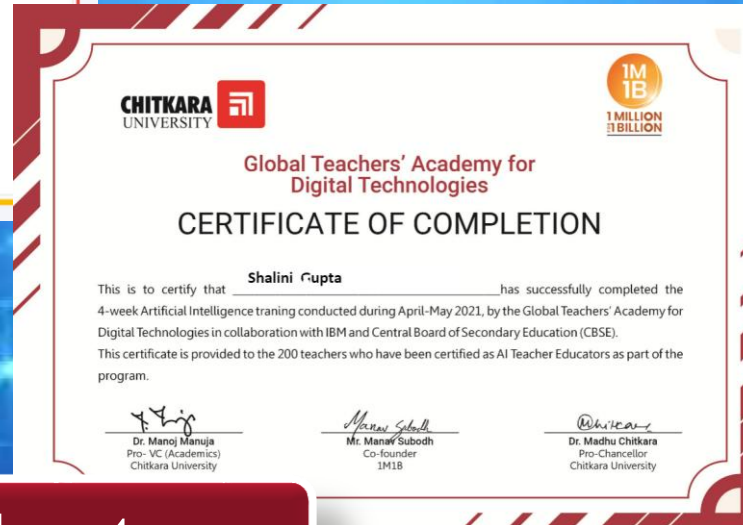 CHITKARA
UNIVERSITY
1M
1B
1 MILLION
BILLION
Global Teachers' Academy for
Digital Technologies
CERTIFICATE OF COMPLETION
This is to certify that Shalini Gupta has successfully completed the
4-week Artificial Intelligence traning conducted during April-May 2021, by the Global Teachers' Academy for
Digital Technologies in collaboration with IBM and Central Board of Secondary Education (CBSE).
This certificate is provided to the 200 teachers who have been certified as AI Teacher Educators as part of the
program.
Manav Subodh
Dr. Manoj Manuja
Pro- VC (Academics)
Chitkara University
Mr. Manav Subodh
Co-founder
1M1B
Dr. Madhu Chitkara
Pro-Chancellor
Chitkara University